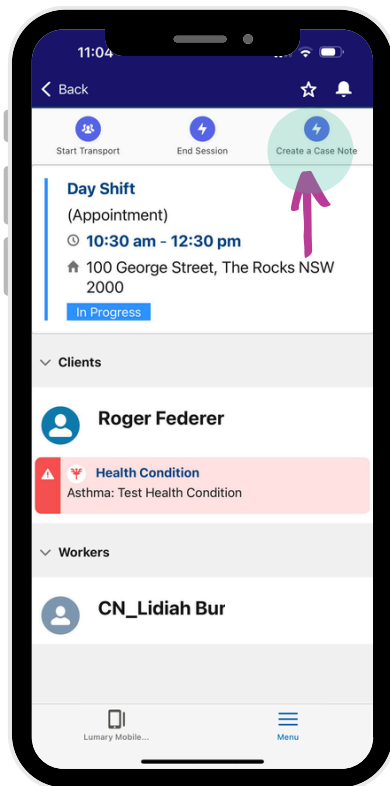 11:04
Back
Start Transport
End Session
Create a Case Note
Day Shift
(Appointment)
10:30 am - 12:30 pm
100 George Street, The Rocks NSW
2000
In Progress
Clients
Roger Federer
Health Condition
Asthma: Test Health Condition
Workers
CN_Lidiah Bur
Lumary Mobile...
Menu